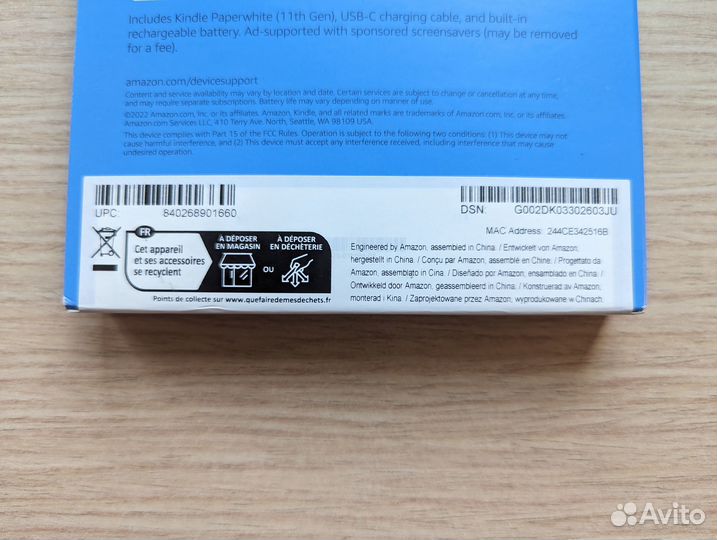 Includes Kindle Paperwhite (11th Gen), USB-C charging cable, and built-in
rechargeable battery. Ad-supported with sponsored screensavers (may be removed
for a fee).
amazon.com/devicesupport
Content and service availability may vary by location and date. Certain services are subject to change or cancellation at any time,
and may require separate subscriptions. Battery life may vary depending on manner of use.
©2022 Amazon.com, Inc. or its affiliates. Amazon, Kindle, and all related marks are trademarks of Amazon.com, Inc. or its affiliates.
Amazon.com Services LLC, 410 Terry Ave. North, Seattle, WA 98109 USA.
This device complies with Part 15 of the FCC Rules. Operation is subject to the following two conditions: (1) This device may not
cause harmful interference, and (2) This device must accept any interference received, including interference that may cause
undesired operation.
UPC: 840268901660
DSN: G002DK03302603JU
MAC Address: 244CE342516B
FR
Cet appareil
et ses accessoires
se recyclent
À DÉPOSER
EN MAGASIN
OU
À DÉPOSER
EN DÉCHÈTERIE
Points de collecte sur www.quefairedemesdechets.fr
Engineered by Amazon, assembled in China. / Entwickelt von Amazon,
hergestellt in China. / Conçu par Amazon, assemblé en Chine. / Progettato da
Amazon, assemblato in Cina. / Diseñado por Amazon, ensamblado en China. /
Ontwikkeld door Amazon, geassembleerd in China. / Konstruerad av Amazon,
monterad i Kina. / Zaprojektowane przez Amazon, wyprodukowane w Chinach.
Avito